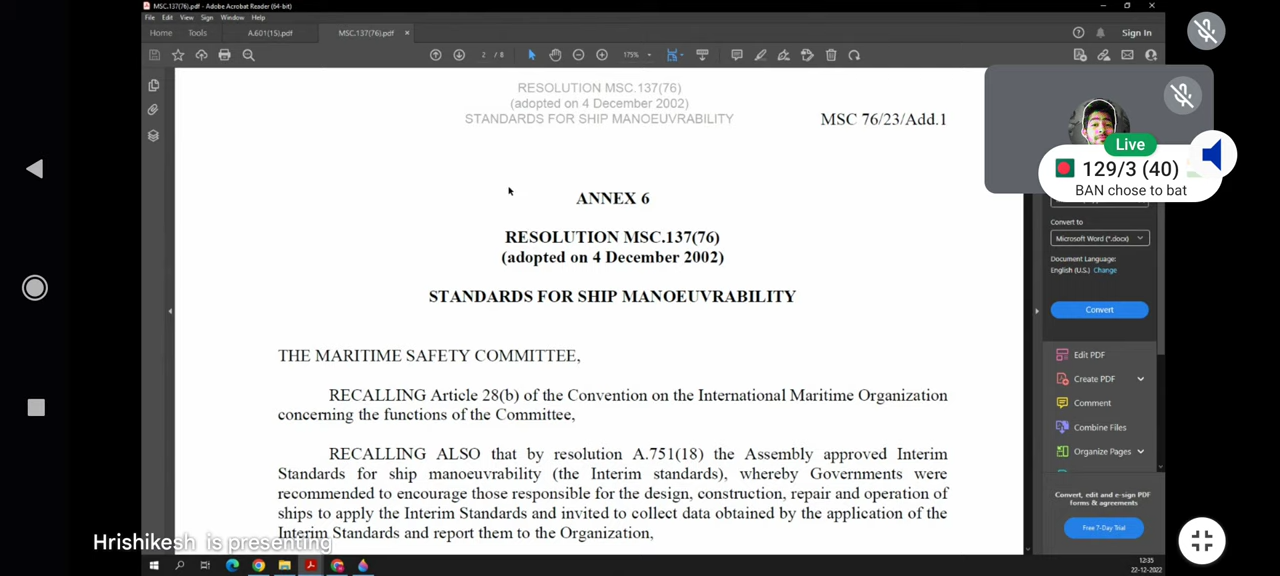 MSC.137(76).pdf - Adobe Acrobat Reader (64-bit)
File Edit View Sign Window Help
Home Tools A.601(15).pdf MSC.137(76).pdf × Sign In
2 / 8 175%
RESOLUTION MSC.137(76)
(adopted on 4 December 2002)
STANDARDS FOR SHIP MANOEUVRABILITY
MSC 76/23/Add.1
Live
129/3 (40)
BAN chose to bat
ANNEX 6
RESOLUTION MSC.137(76)
(adopted on 4 December 2002)
STANDARDS FOR SHIP MANOEUVRABILITY
THE MARITIME SAFETY COMMITTEE,
RECALLING Article 28(b) of the Convention on the International Maritime Organization
concerning the functions of the Committee,
RECALLING ALSO that by resolution A.751(18) the Assembly approved Interim
Standards for ship manoeuvrability (the Interim standards), whereby Governments were
recommended to encourage those responsible for the design, construction, repair and operation of
ships to apply the Interim Standards and invited to collect data obtained by the application of the
Interim Standards and report them to the Organization,
Convert to
Microsoft Word (*.docx)
Document Language:
English (U.S.) Change
Convert
Edit PDF
Create PDF
Comment
Combine Files
Organize Pages
Convert, edit and e-sign PDF
forms & agreements
Free 7-Day Trial
Hrishikesh is presenting
12:35
22-12-2022